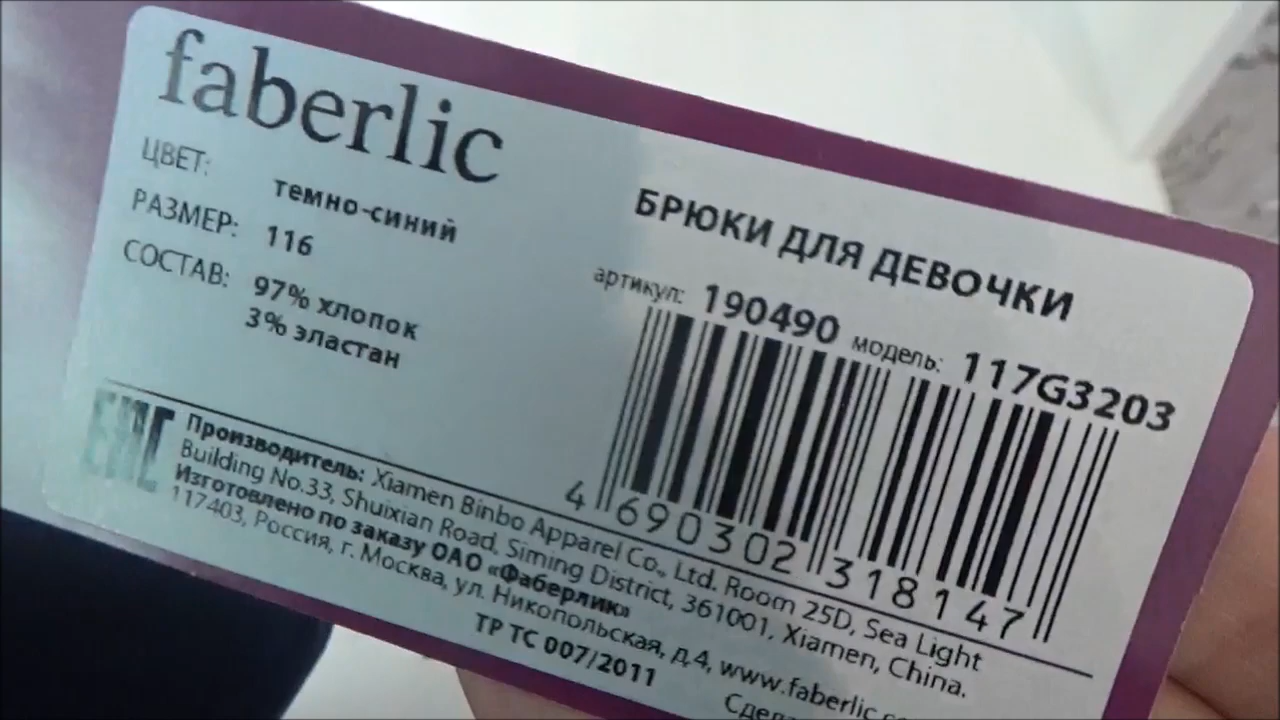 faberlic
ЦВЕТ: темно-синий
РАЗМЕР: 116
СОСТАВ: 97% хлопок
3% эластан
БРЮКИ ДЛЯ ДЕВОЧКИ
артикул: 190490 модель: 117G3203
4 690302 318147
EAC
Производитель: Xiamen Binbo Apparel Co., Ltd. Room 25D, Sea Light
Building No.33, Shuixian Road, Siming District, 361001, Xiamen, China.
Изготовлено по заказу ОАО «Фаберлик»
117403, Россия, г. Москва, ул. Никопольская, д.4, www.faberlic.
ТР ТС 007/2011